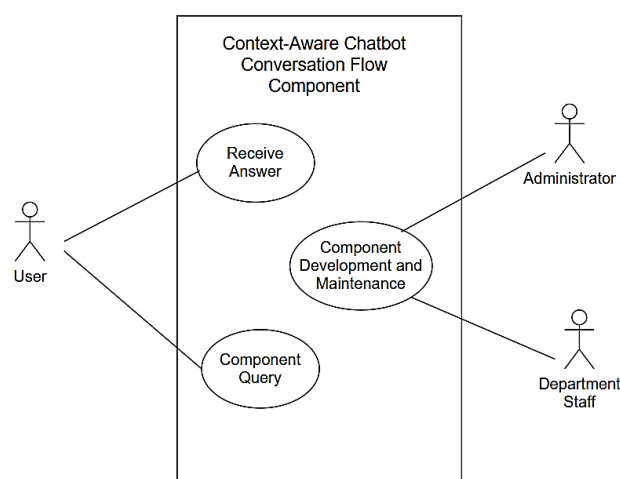 Context-Aware Chatbot
Conversation Flow
Component
Receive
Answer
Administrator
Component
Development and
Maintenance
User
Component
Query
Department
Staff